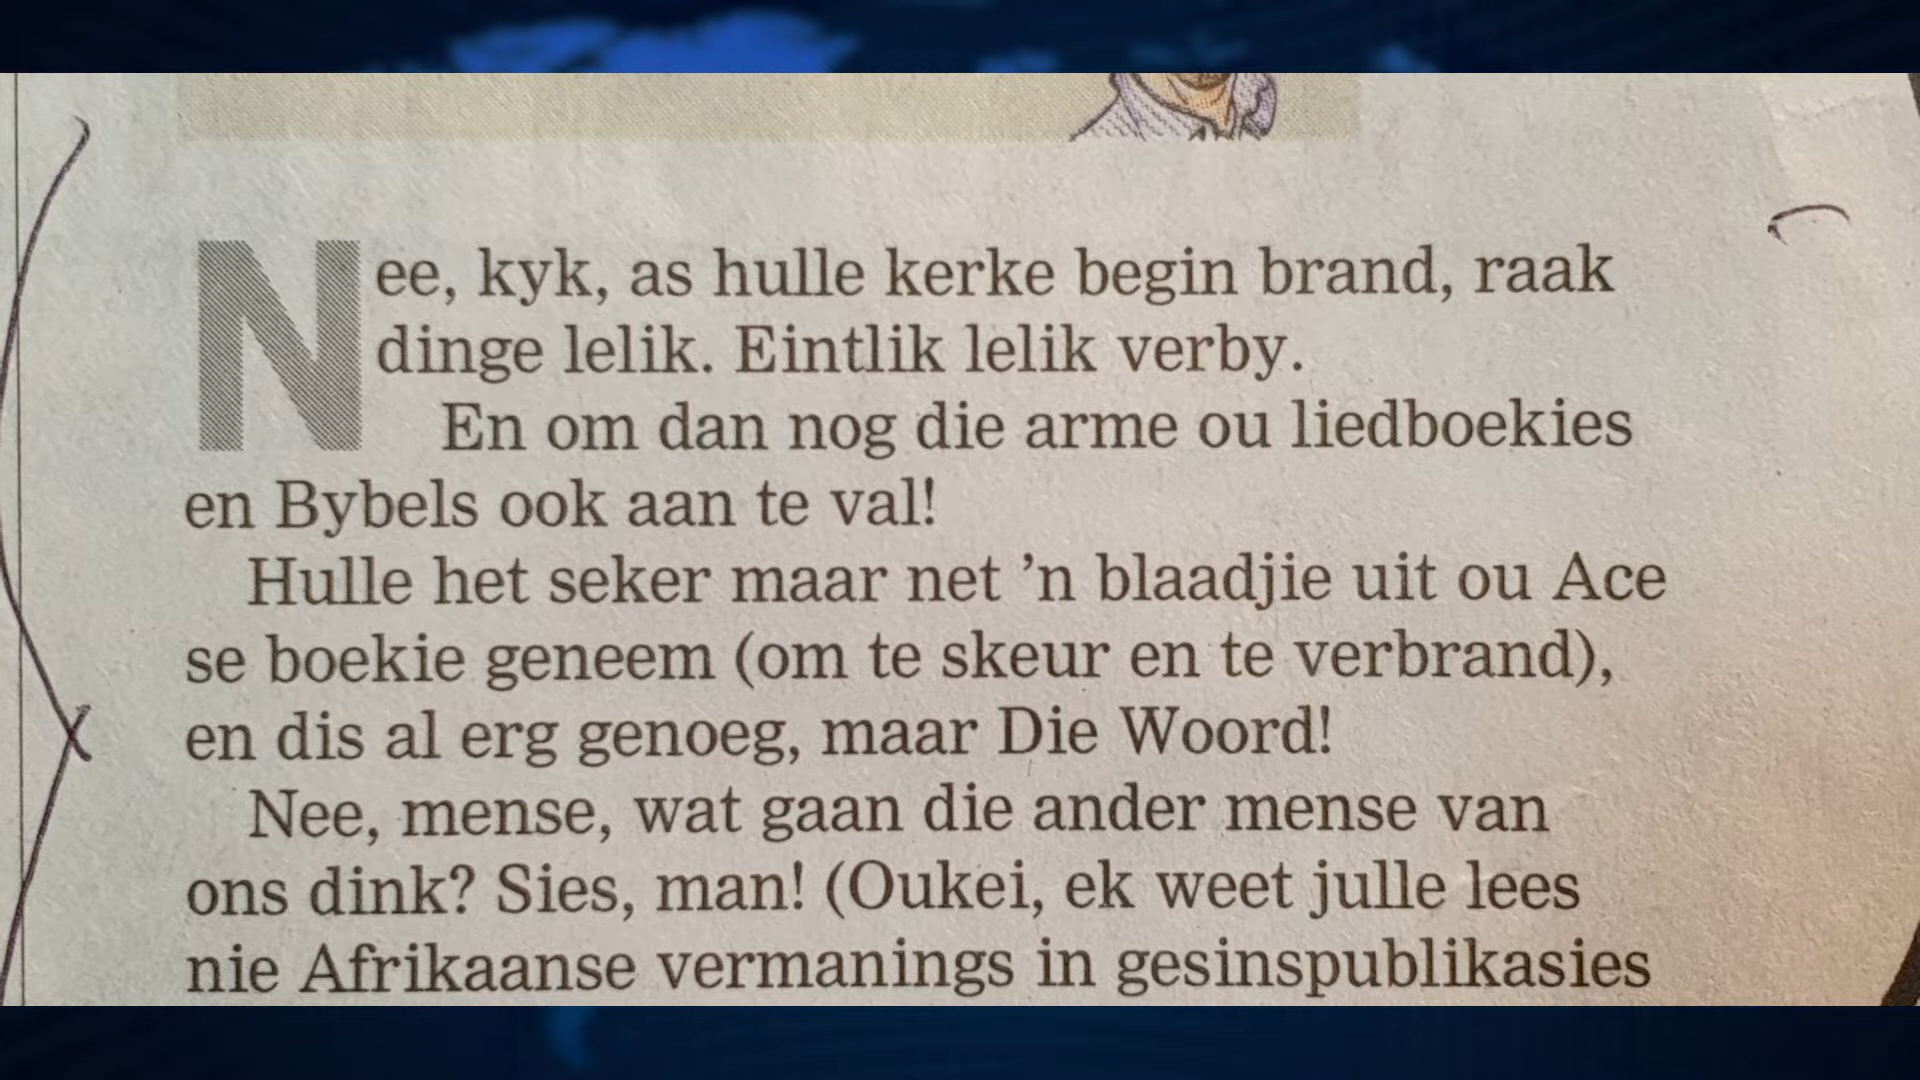 Nee, kyk, as hulle kerke begin brand, raak
dinge lelik. Eintlik lelik verby.
En om dan nog die arme ou liedboekies
en Bybels ook aan te val!
Hulle het seker maar net ’n blaadjie uit ou Ace
se boekie geneem (om te skeur en te verbrand),
en dis al erg genoeg, maar Die Woord!
Nee, mense, wat gaan die ander mense van
ons dink? Sies, man! (Oukei, ek weet julle lees
nie Afrikaanse vermanings in gesinspublikasies